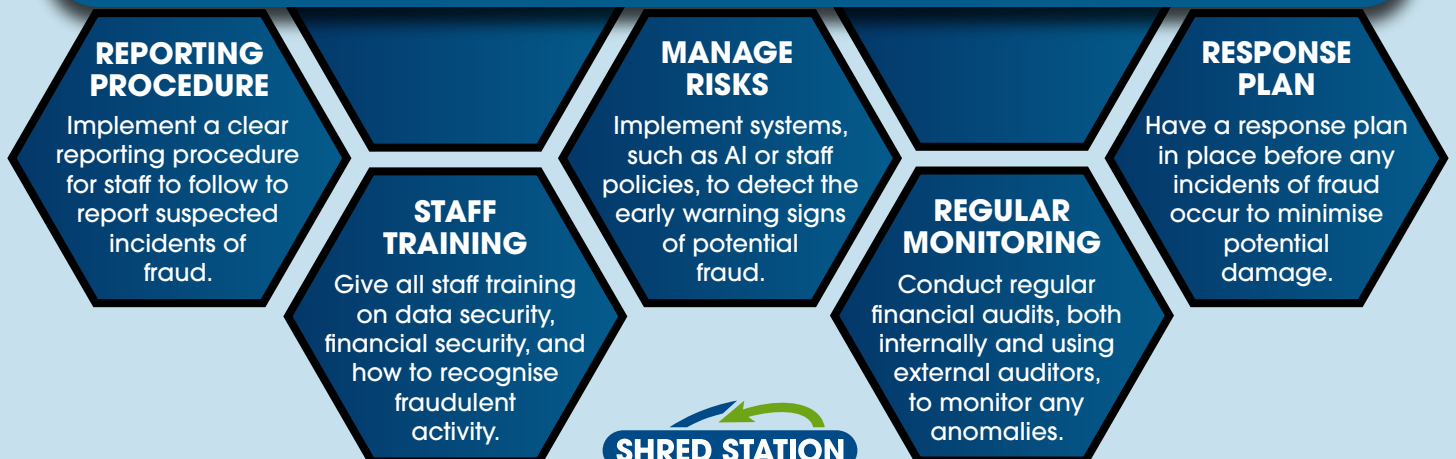 REPORTING
PROCEDURE
Implement a clear
reporting procedure
for staff to follow to
report suspected
incidents of
fraud.
STAFF
TRAINING
Give all staff training
on data security,
financial security, and
how to recognise
fraudulent
activity.
MANAGE
RISKS
Implement systems,
such as AI or staff
policies, to detect the
early warning signs
of potential
fraud.
REGULAR
MONITORING
Conduct regular
financial audits, both
internally and using
external auditors,
to monitor any
anomalies.
RESPONSE
PLAN
Have a response plan
in place before any
incidents of fraud
occur to minimise
potential
damage.
SHRED STATION